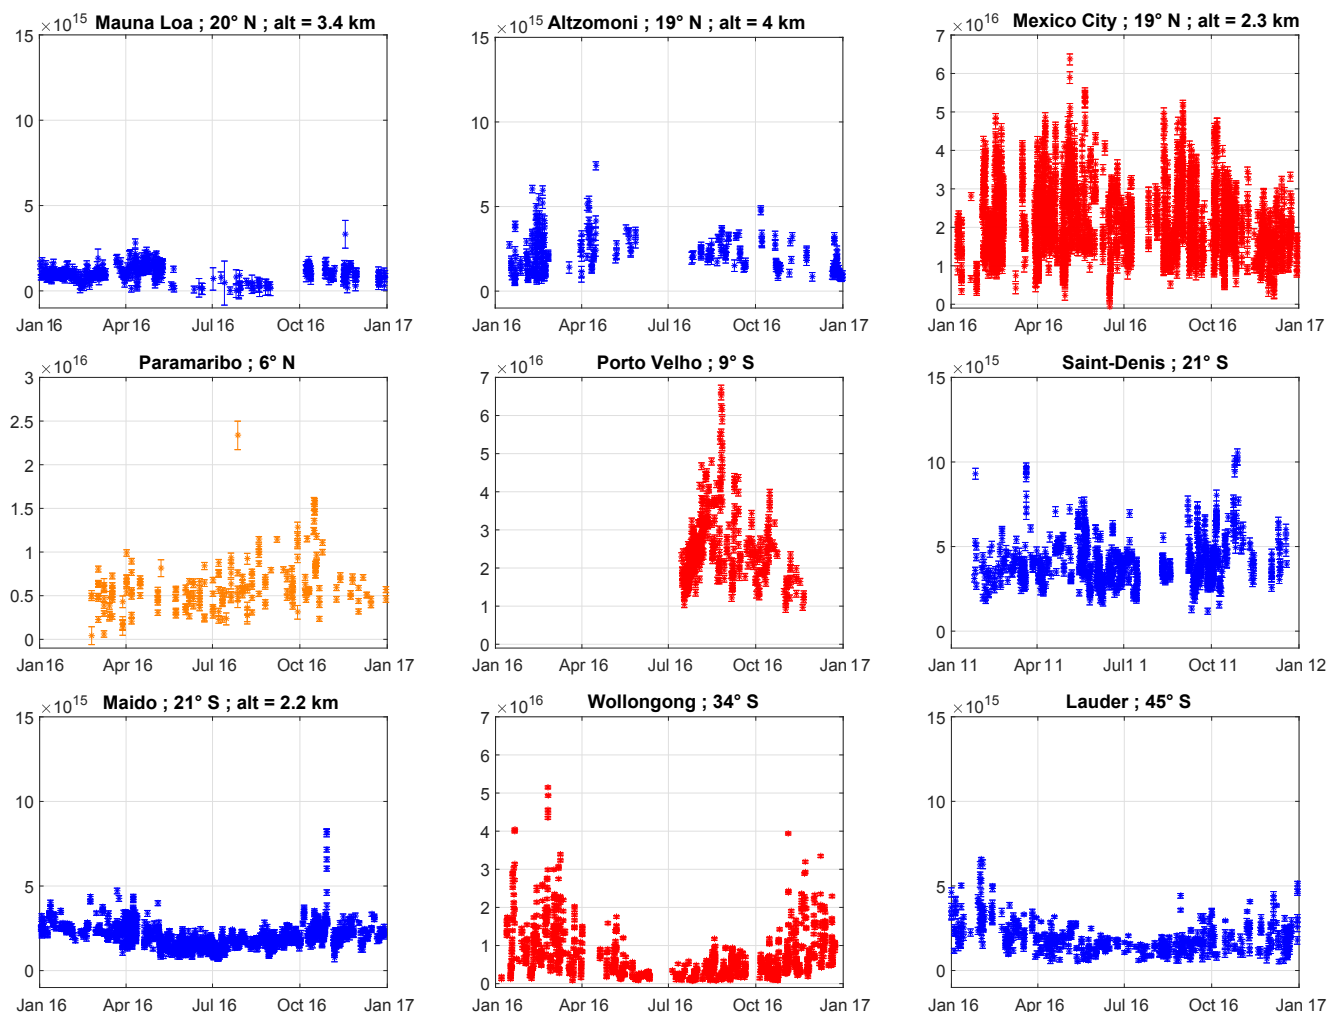 ×10^15 Mauna Loa ; 20° N ; alt = 3.4 km
15
10
5
0
Jan 16 Apr 16 Jul 16 Oct 16 Jan 17
×10^15 Altzomoni ; 19° N ; alt = 4 km
15
10
5
0
Jan 16 Apr 16 Jul 16 Oct 16 Jan 17
×10^16 Mexico City ; 19° N ; alt = 2.3 km
7
6
5
4
3
2
1
0
Jan 16 Apr 16 Jul 16 Oct 16 Jan 17
×10^16 Paramaribo ; 6° N
3
2.5
2
1.5
1
0.5
0
Jan 16 Apr 16 Jul 16 Oct 16 Jan 17
×10^16 Porto Velho ; 9° S
7
6
5
4
3
2
1
0
Jan 16 Apr 16 Jul 16 Oct 16 Jan 17
×10^15 Saint-Denis ; 21° S
15
10
5
0
Jan 11 Apr 11 Jul 11 Oct 11 Jan 12
×10^15 Maido ; 21° S ; alt = 2.2 km
15
10
5
0
Jan 16 Apr 16 Jul 16 Oct 16 Jan 17
×10^16 Wollongong ; 34° S
7
6
5
4
3
2
1
0
Jan 16 Apr 16 Jul 16 Oct 16 Jan 17
×10^15 Lauder ; 45° S
15
10
5
0
Jan 16 Apr 16 Jul 16 Oct 16 Jan 17